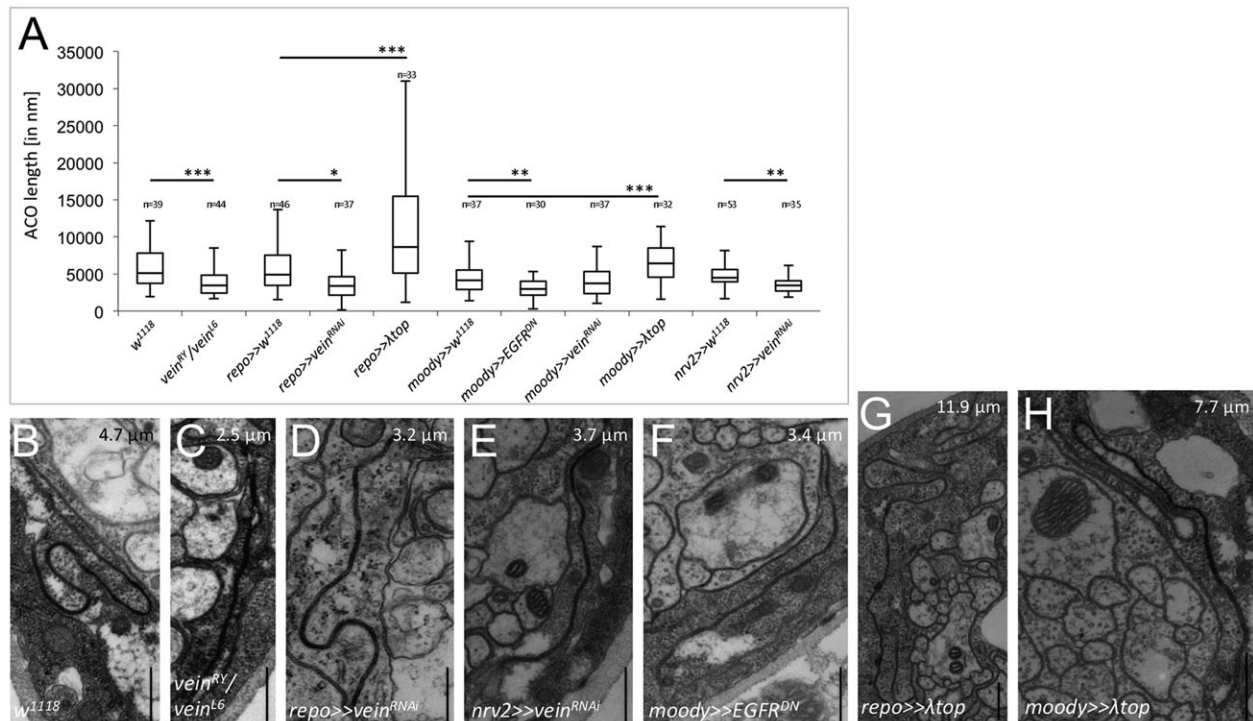 A
35000
30000
25000
20000
15000
10000
5000
0
ACO length [in nm]
***
n=33
***
*
**
***
**
n=39
n=44
n=46
n=37
n=37
n=30
n=37
n=32
n=53
n=35
w1118
veinRY/veinL6
repo>>w1118
repo>>veinRNAi
repo>>λtop
moody>>w1118
moody>>EGFRDN
moody>>veinRNAi
moody>>λtop
nrv2>>w1118
nrv2>>veinRNAi
B
4.7 µm
w1118
C
2.5 µm
veinRY/
veinL6
D
3.2 µm
repo>>veinRNAi
E
3.7 µm
nrv2>>veinRNAi
F
3.4 µm
moody>>EGFRDN
G
11.9 µm
repo>>λtop
H
7.7 µm
moody>>λtop